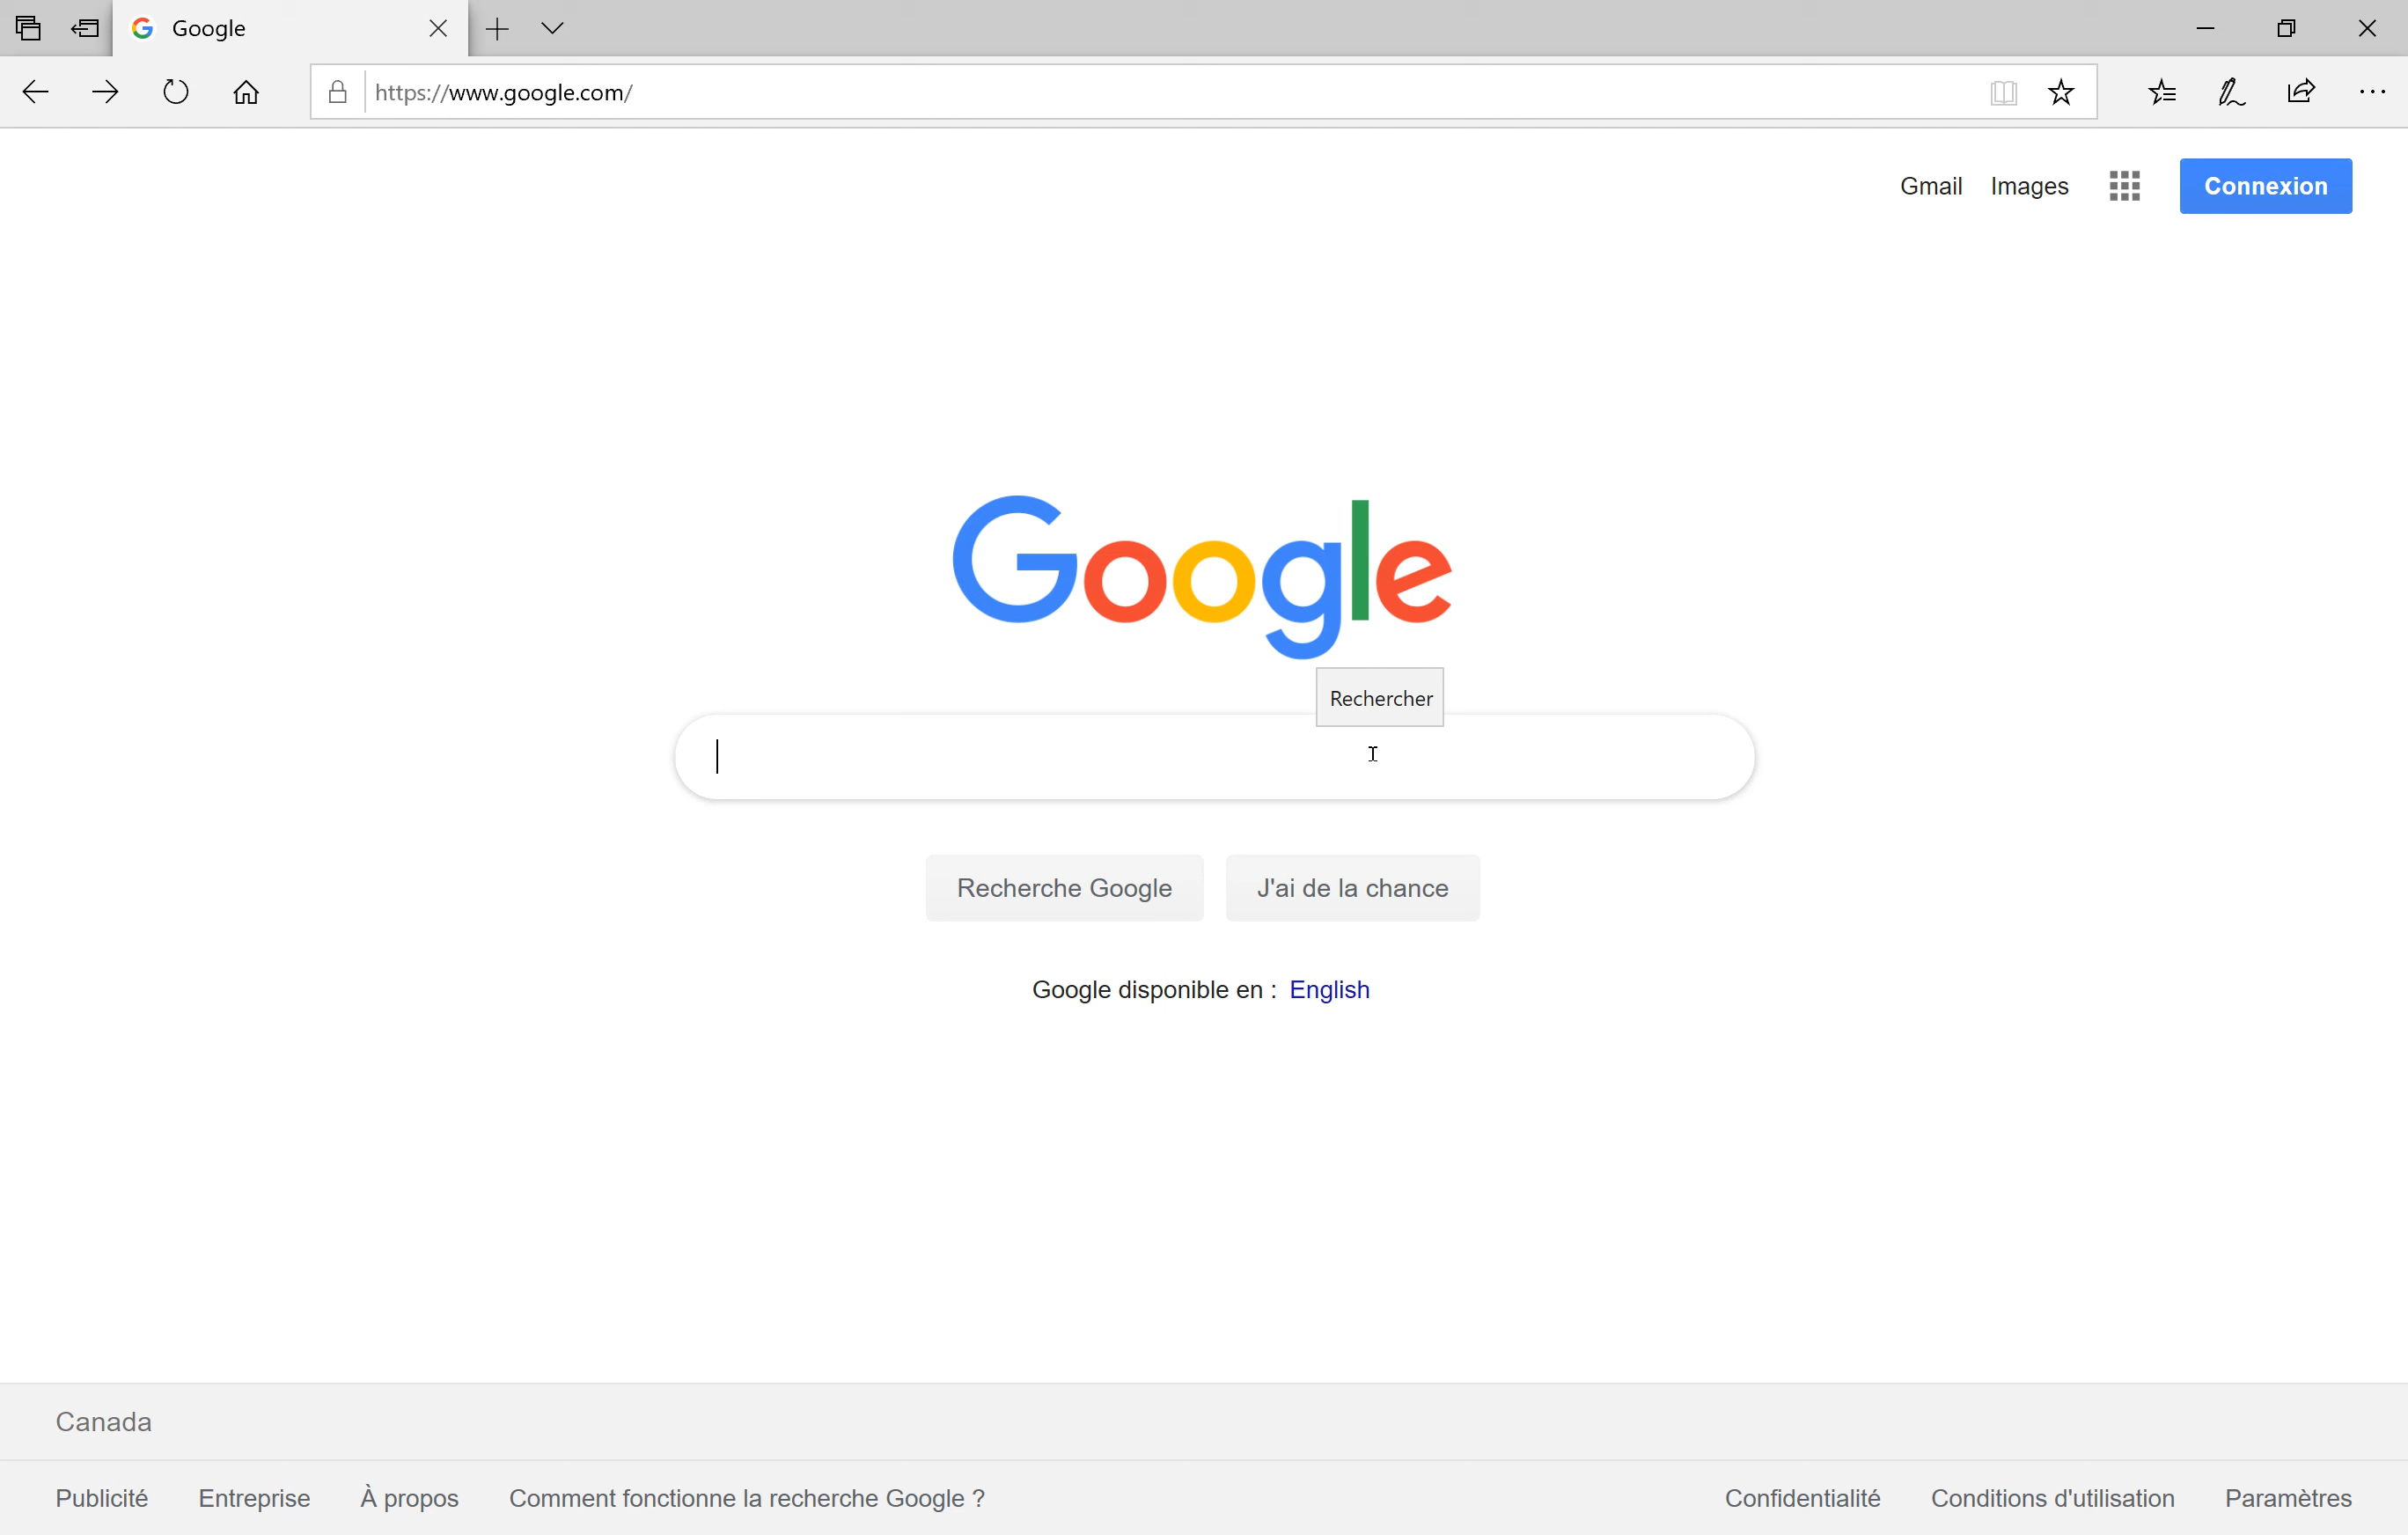 Google
https://www.google.com/
Gmail Images Connexion
Google
Rechercher
Recherche Google J'ai de la chance
Google disponible en : English
Canada
Publicité Entreprise À propos Comment fonctionne la recherche Google ? Confidentialité Conditions d'utilisation Paramètres